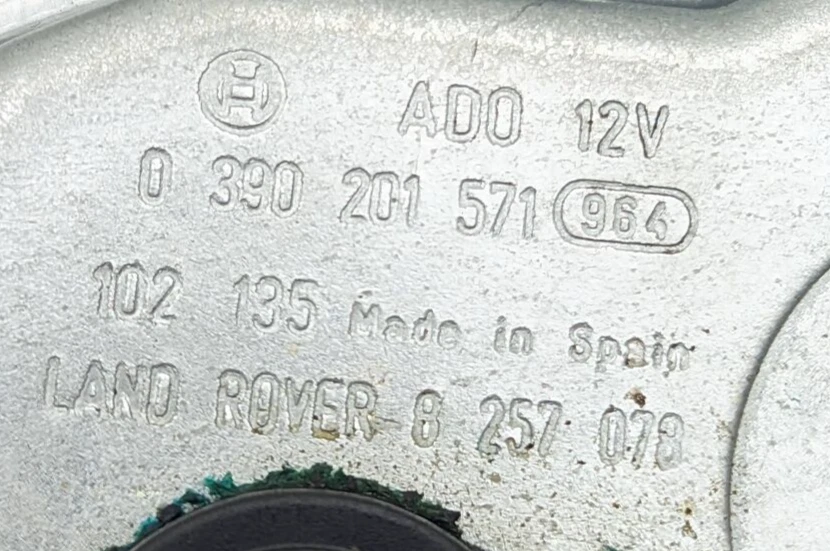 ADO 12V
0 390 201 571 964
102 135 Made in Spain
LAND ROVER 8 257 078